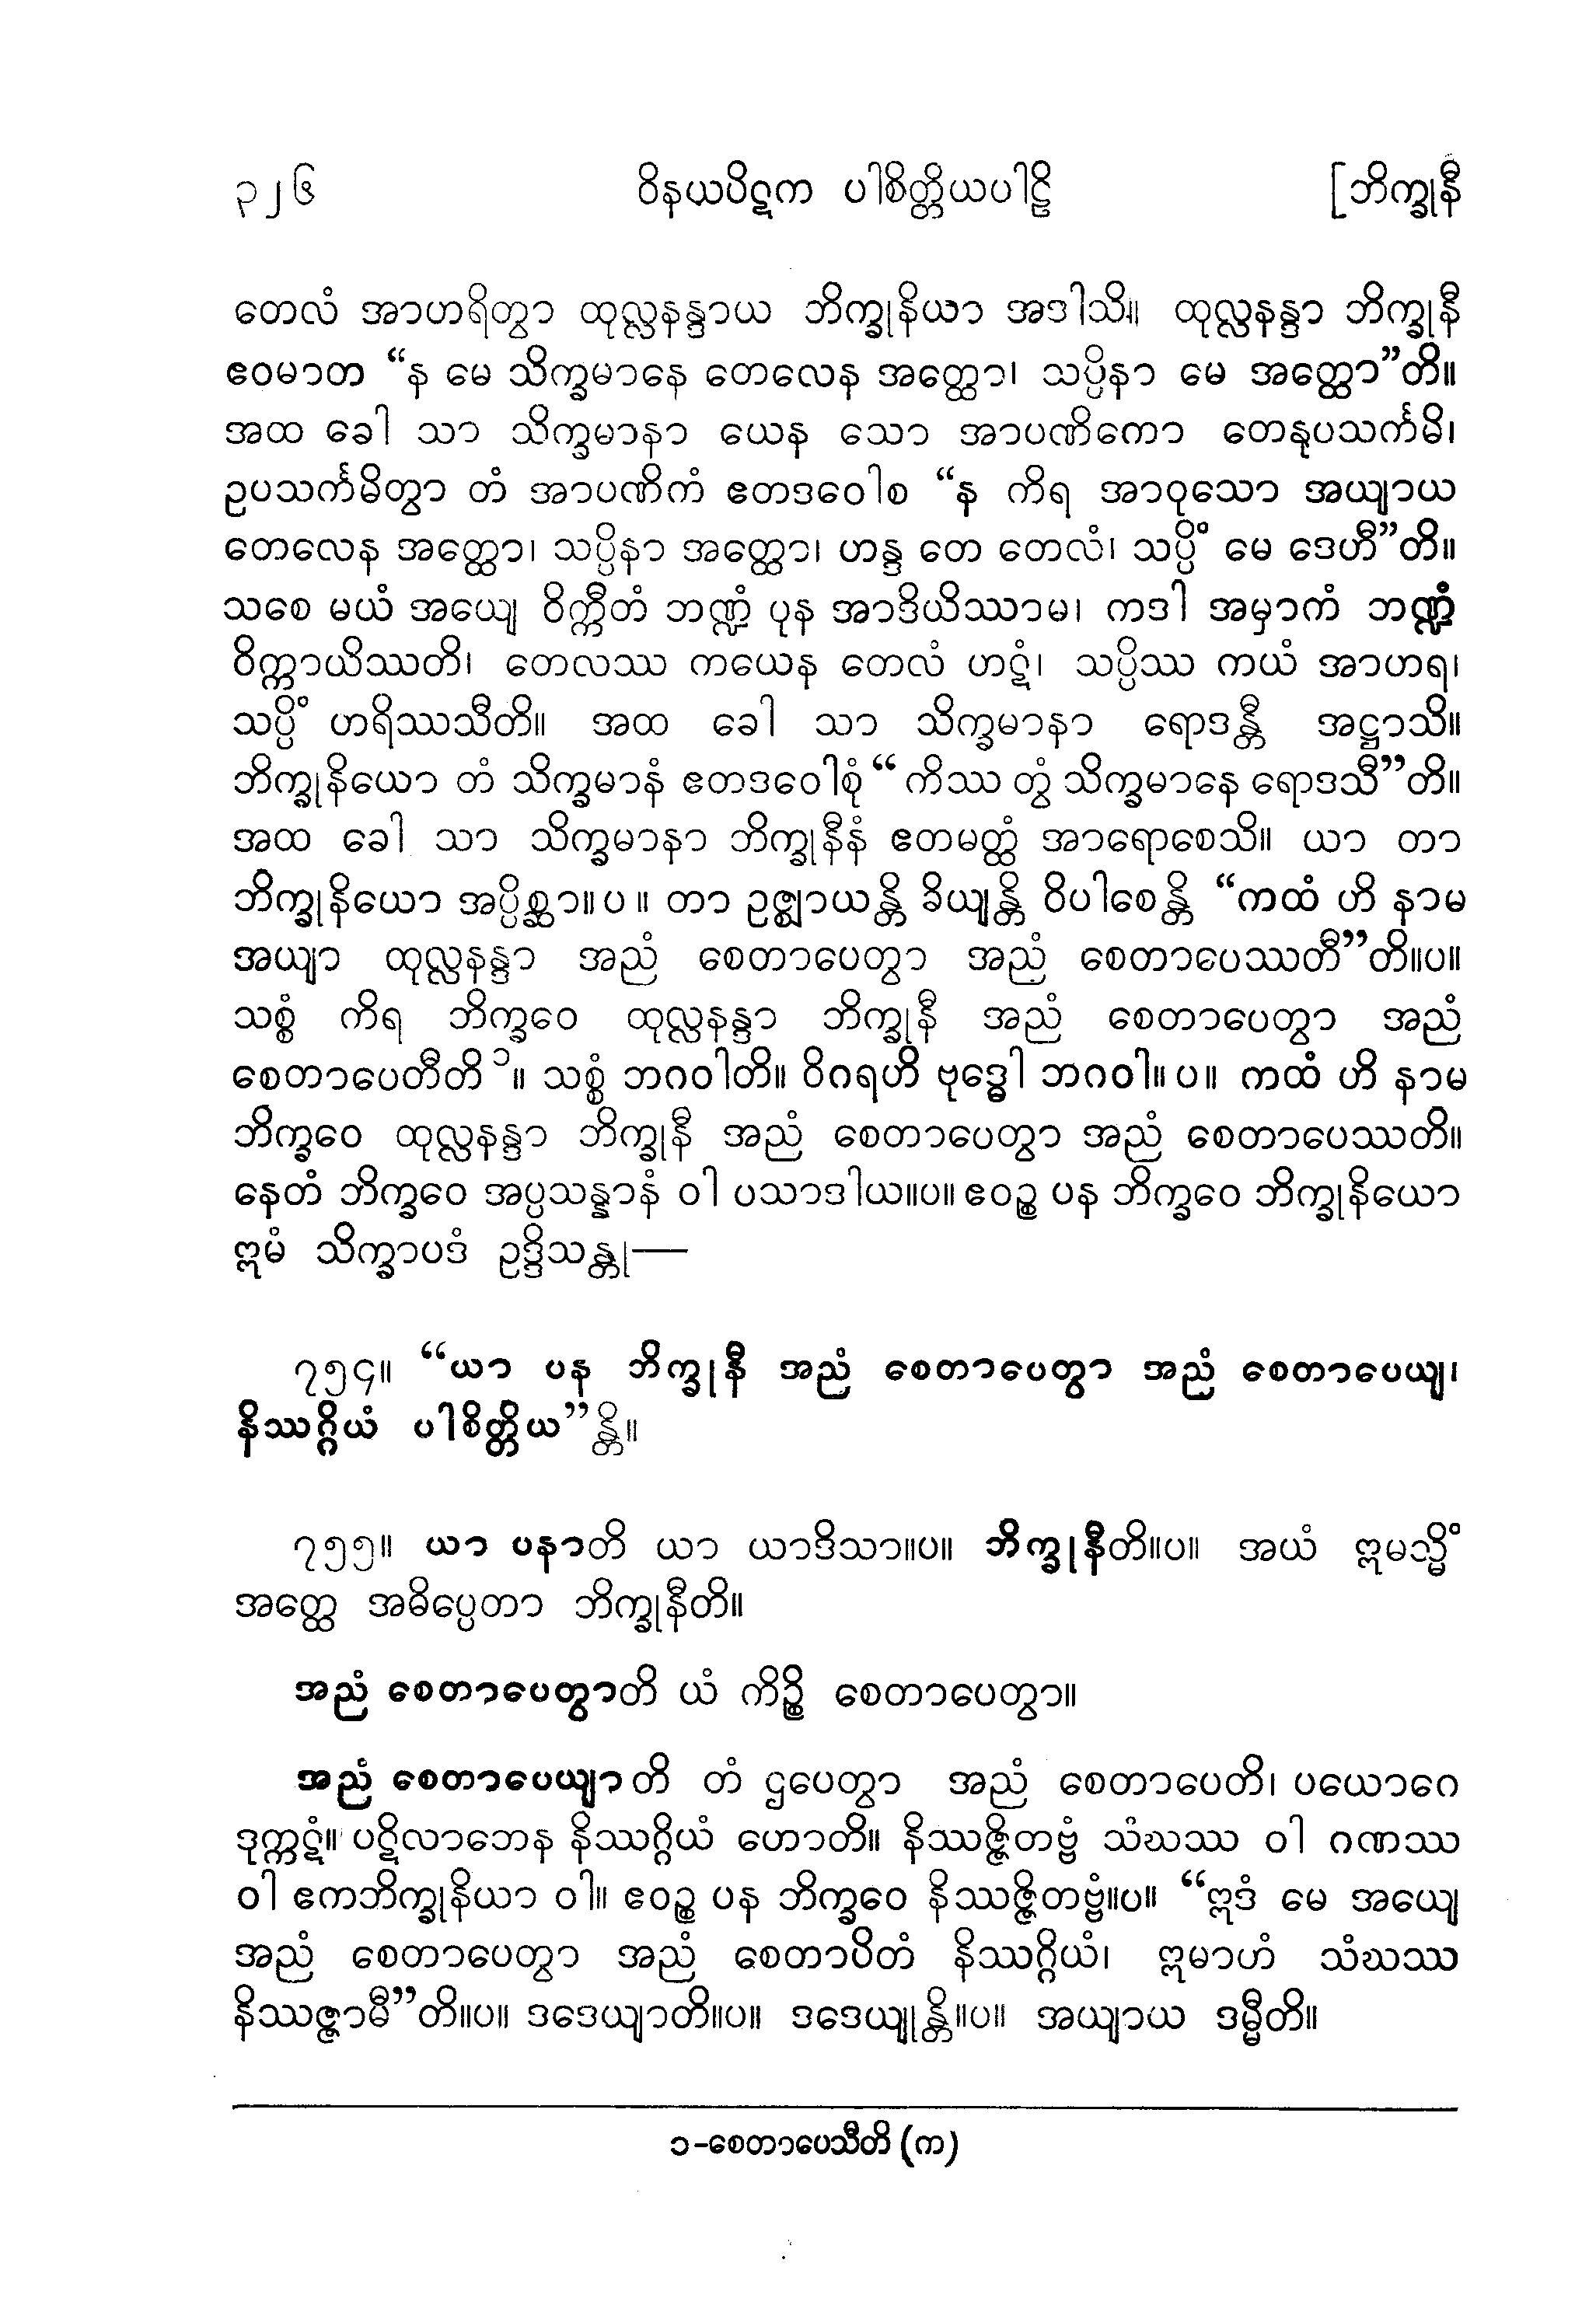 ၃၂၆ ဝိနယပိဋက ပါစိတ္တိယပါဠိ [ဘိက္ခုနီ
တေလံ အာဟရိတွာ ထုလ္လနန္ဒာယ ဘိက္ခုနိယာ အဒါသိ။ ထုလ္လနန္ဒာ ဘိက္ခုနီ
ဧဝမာဟ “န မေ သိက္ခမာနေ တေလေန အတ္ထော၊ သပ္ပိနာ မေ အတ္ထော”တိ။
အထ ခေါ သာ သိက္ခမာနာ ယေန သော အာပဏိကော တေနုပသင်္ကမိ၊
ဥပသင်္ကမိတွာ တံ အာပဏိကံ ဧတဒဝေါစ “န ကိရ အာဝုသော အယျာယ
တေလေန အတ္ထော၊ သပ္ပိနာ အတ္ထော၊ ဟန္ဒ တေ တေလံ၊ သပ္ပိံ မေ ဒေဟီ”တိ။
သစေ မယံ အယျေ ဝိက္ကီတံ ဘဏ္ဍံ ပုန အာဒိယိဿာမ၊ ကဒါ အမှာကံ ဘဏ္ဍံ
ဝိက္ကာယိဿတိ၊ တေလဿ ကယေန တေလံ ဟဋံ၊ သပ္ပိဿ ကယံ အာဟရ၊
သပ္ပိံ ဟရိဿသီတိ။ အထ ခေါ သာ သိက္ခမာနာ ရောဒန္တီ အဋ္ဌာသိ။
ဘိက္ခုနိယော တံ သိက္ခမာနံ ဧတဒဝေါစုံ “ကိဿ တွံ သိက္ခမာနေ ရောဒသီ”တိ။
အထ ခေါ သာ သိက္ခမာနာ ဘိက္ခုနီနံ ဧတမတ္ထံ အာရောစေသိ။ ယာ တာ
ဘိက္ခုနိယော အပ္ပိစ္ဆာ။ပ။ တာ ဥဇ္ဈာယန္တိ ခိယျန္တိ ဝိပါစေန္တိ “ကထံ ဟိ နာမ
အယျာ ထုလ္လနန္ဒာ အညံ စေတာပေတွာ အညံ စေတာပေဿတီ”တိ။ပ။
သစ္စံ ကိရ ဘိက္ခဝေ ထုလ္လနန္ဒာ ဘိက္ခုနီ အညံ စေတာပေတွာ အညံ
စေတာပေတီတိ၁။ သစ္စံ ဘဂဝါတိ။ ဝိဂရဟိ ဗုဒ္ဓေါ ဘဂဝါ။ပ။ ကထံ ဟိ နာမ
ဘိက္ခဝေ ထုလ္လနန္ဒာ ဘိက္ခုနီ အညံ စေတာပေတွာ အညံ စေတာပေဿတိ။
နေတံ ဘိက္ခဝေ အပ္ပသန္နာနံ ဝါ ပသာဒါယ။ပ။ ဧဝဉ္စ ပန ဘိက္ခဝေ ဘိက္ခုနိယော
ဣမံ သိက္ခာပဒံ ဥဒ္ဒိသန္တု—
၇၅၄။ “ယာ ပန ဘိက္ခုနီ အညံ စေတာပေတွာ အညံ စေတာပေယျ၊
နိဿဂ္ဂိယံ ပါစိတ္တိယ”န္တိ။
၇၅၅။ ယာ ပနာတိ ယာ ယာဒိသာ။ပ။ ဘိက္ခုနီတိ။ပ။ အယံ ဣမသ္မိံ
အတ္ထေ အဓိပ္ပေတာ ဘိက္ခုနီတိ။
အညံ စေတာပေတွာတိ ယံ ကိဉ္စိ စေတာပေတွာ။
အညံ စေတာပေယျာတိ တံ ဌပေတွာ အညံ စေတာပေတိ၊ ပယောဂေ
ဒုက္ကဋံ။ ပဋိလာဘေန နိဿဂ္ဂိယံ ဟောတိ။ နိဿဇ္ဇိတဗ္ဗံ သံဃဿ ဝါ ဂဏဿ
ဝါ ဧကဘိက္ခုနိယာ ဝါ။ ဧဝဉ္စ ပန ဘိက္ခဝေ နိဿဇ္ဇိတဗ္ဗံ။ပ။ “ဣဒံ မေ အယျေ
အညံ စေတာပေတွာ အညံ စေတာပိတံ နိဿဂ္ဂိယံ၊ ဣမာဟံ သံဃဿ
နိဿဇ္ဇာမီ”တိ။ပ။ ဒဒေယျာတိ။ပ။ ဒဒေယျုန္တိ။ပ။ အယျာယ ဒမ္မီတိ။
၁-စေတာပေသီတိ (က)